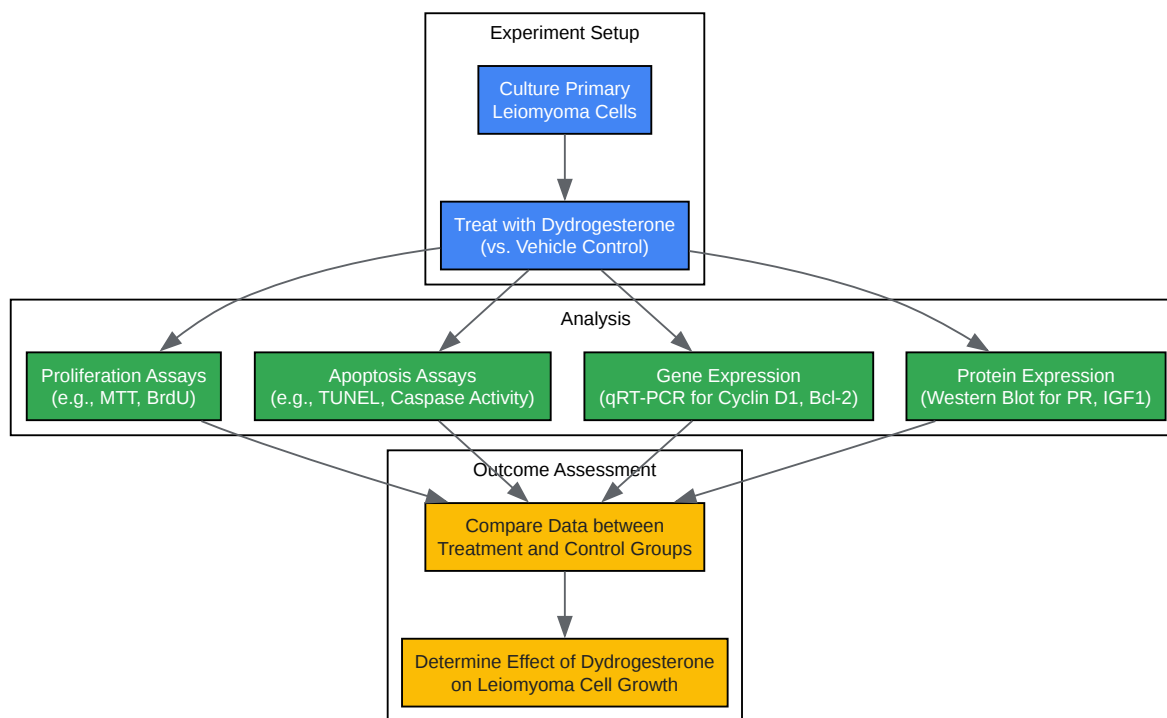 Experiment Setup
Culture Primary
Leiomyoma Cells
Treat with Dydrogesterone
(vs. Vehicle Control)
Analysis
Proliferation Assays
(e.g., MTT, BrdU)
Apoptosis Assays
(e.g., TUNEL, Caspase Activity)
Gene Expression
(qRT-PCR for Cyclin D1, Bcl-2)
Protein Expression
(Western Blot for PR, IGF1)
Outcome Assessment
Compare Data between
Treatment and Control Groups
Determine Effect of Dydrogesterone
on Leiomyoma Cell Growth